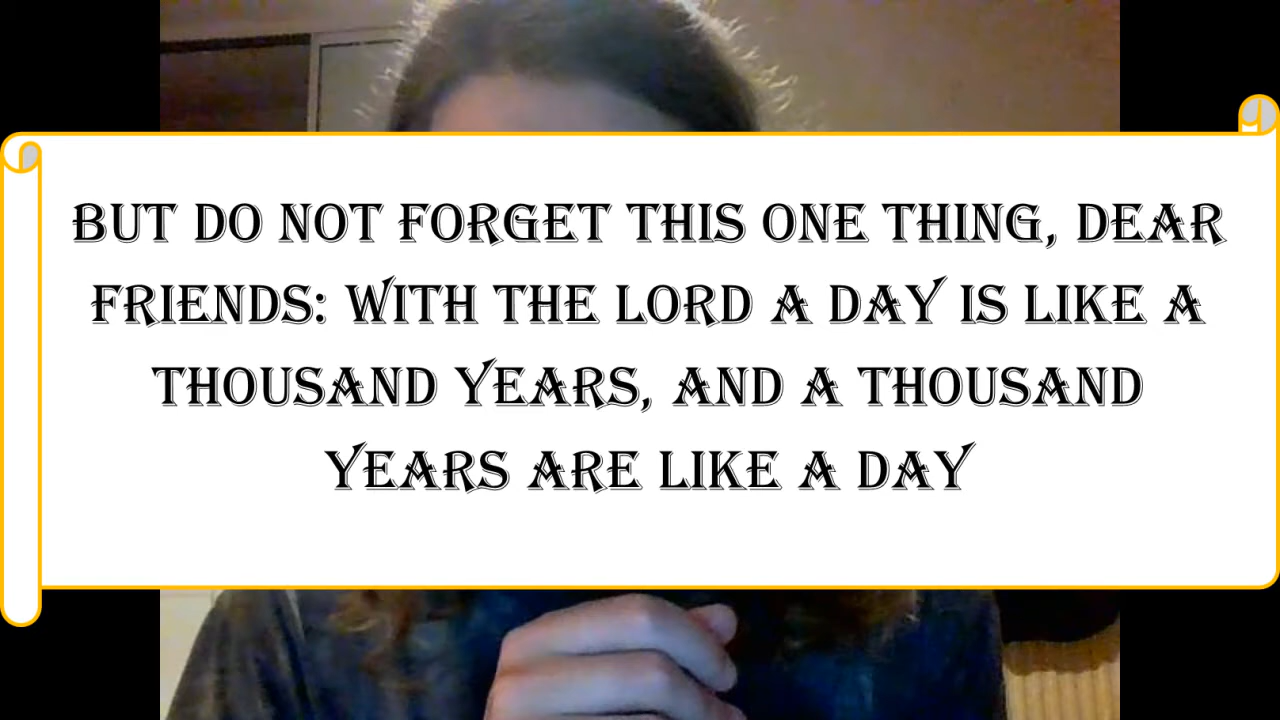 BUT DO NOT FORGET THIS ONE THING, DEAR
FRIENDS: WITH THE LORD A DAY IS LIKE A
THOUSAND YEARS, AND A THOUSAND
YEARS ARE LIKE A DAY